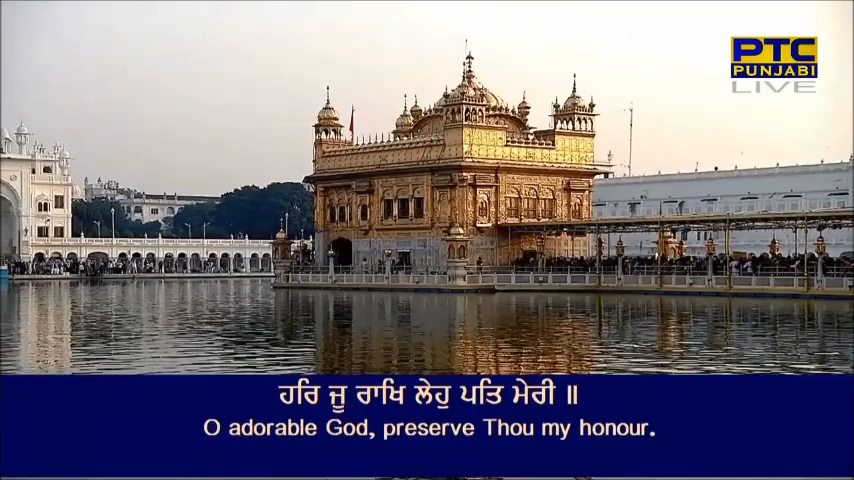 PTC
PUNJABI
LIVE
ਹਰਿ ਜੂ ਰਾਖਿ ਲੇਹੁ ਪਤਿ ਮੇਰੀ ॥
O adorable God, preserve Thou my honour.